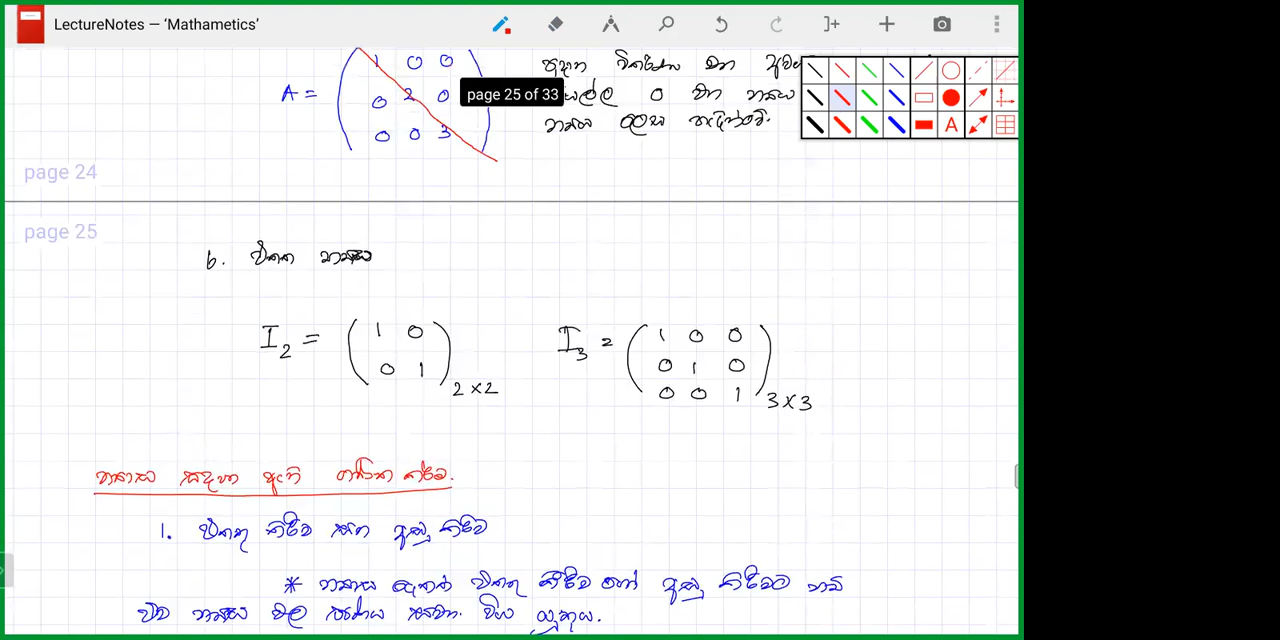 LectureNotes — ‘Mathametics’
A = ( 1 0 0
0 2 0
0 0 3 )
page 25 of 33
page 24
page 25
6. ඒකක න්‍යාසය
I₂ = ( 1 0
0 1 ) 2 × 2
I₃ = ( 1 0 0
0 1 0
0 0 1 ) 3 × 3
න්‍යාස සඳහා ඇති ගණිත කර්ම.
1. එකතු කිරීම සහ අඩු කිරීම
* න්‍යාස දෙකක් එකතු කිරීම හෝ අඩු කිරීමට නම්
එම න්‍යාස වල ගණය සමාන විය යුතුය.